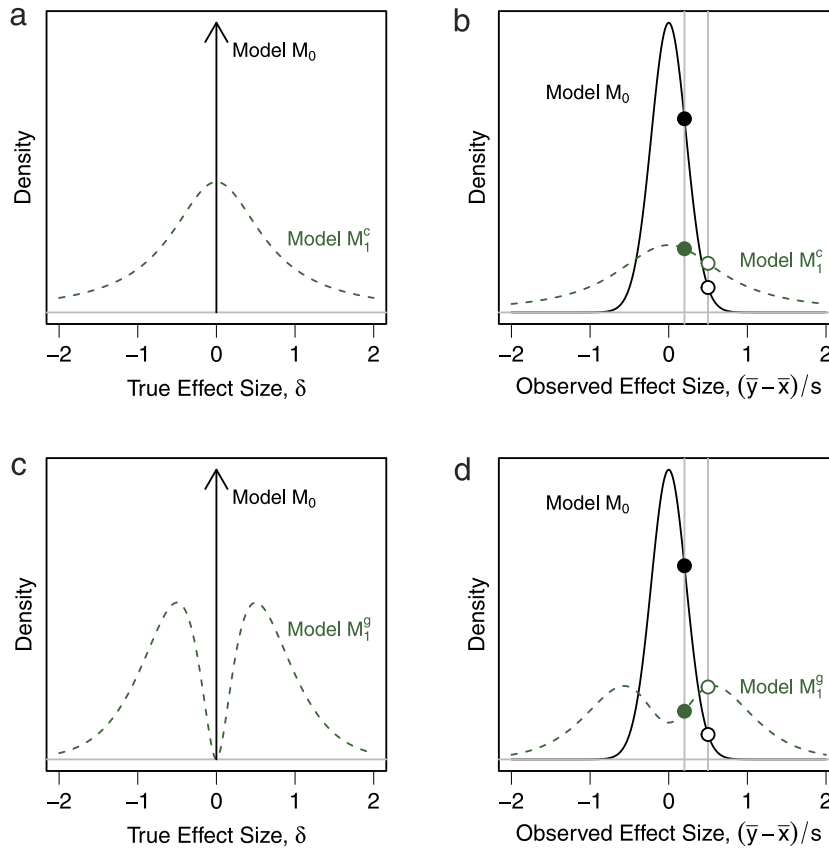 a
Model M₀
Density
Model M₁ᶜ
−2 −1 0 1 2
True Effect Size, δ
b
Model M₀
Density
Model M₁ᶜ
−2 −1 0 1 2
Observed Effect Size, (y̅ − x̅)/s
c
Model M₀
Density
Model M₁ᵍ
−2 −1 0 1 2
True Effect Size, δ
d
Model M₀
Density
Model M₁ᵍ
−2 −1 0 1 2
Observed Effect Size, (y̅ − x̅)/s